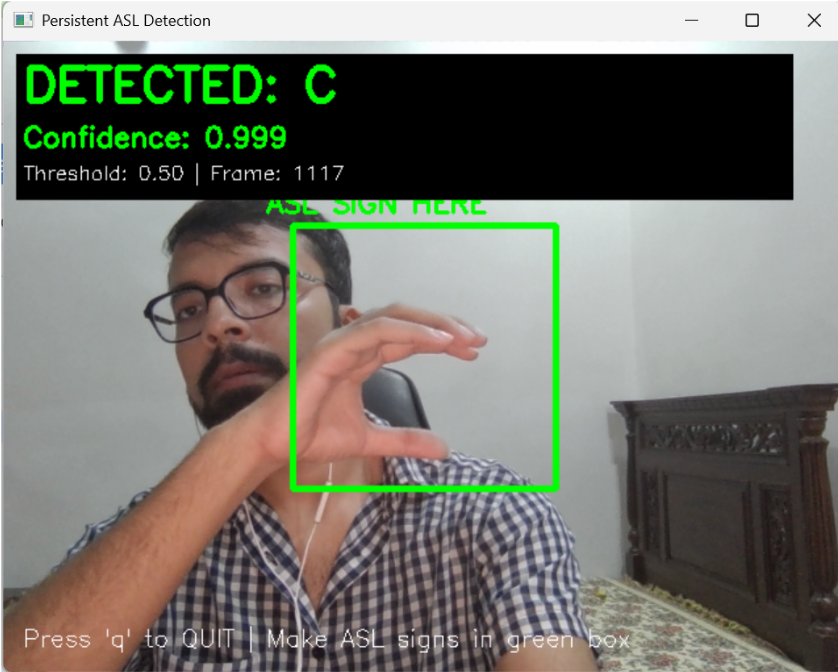 Persistent ASL Detection
DETECTED: C
Confidence: 0.999
Threshold: 0.50 | Frame: 1117
ASL SIGN HERE
Press 'q' to QUIT | Make ASL signs in green box